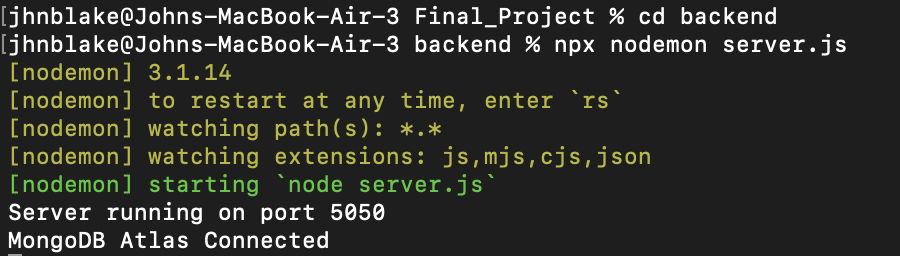 [jhnblake@Johns-MacBook-Air-3 Final_Project % cd backend
[jhnblake@Johns-MacBook-Air-3 backend % npx nodemon server.js
[nodemon] 3.1.14
[nodemon] to restart at any time, enter `rs`
[nodemon] watching path(s): *.*
[nodemon] watching extensions: js,mjs,cjs,json
[nodemon] starting `node server.js`
Server running on port 5050
MongoDB Atlas Connected